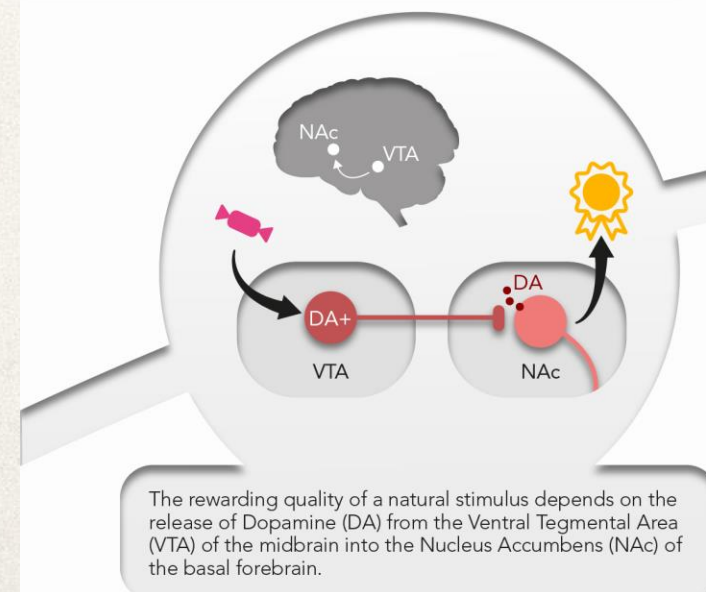 NAc
VTA
DA
DA+
VTA
NAc
The rewarding quality of a natural stimulus depends on the
release of Dopamine (DA) from the Ventral Tegmental Area
(VTA) of the midbrain into the Nucleus Accumbens (NAc) of
the basal forebrain.